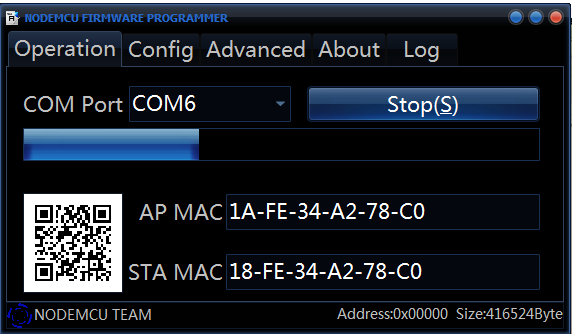 NODEMCU FIRMWARE PROGRAMMER
Operation Config Advanced About Log
COM Port COM6 Stop(S)
AP MAC 1A-FE-34-A2-78-C0
STA MAC 18-FE-34-A2-78-C0
NODEMCU TEAM Address:0x00000 Size:416524Byte